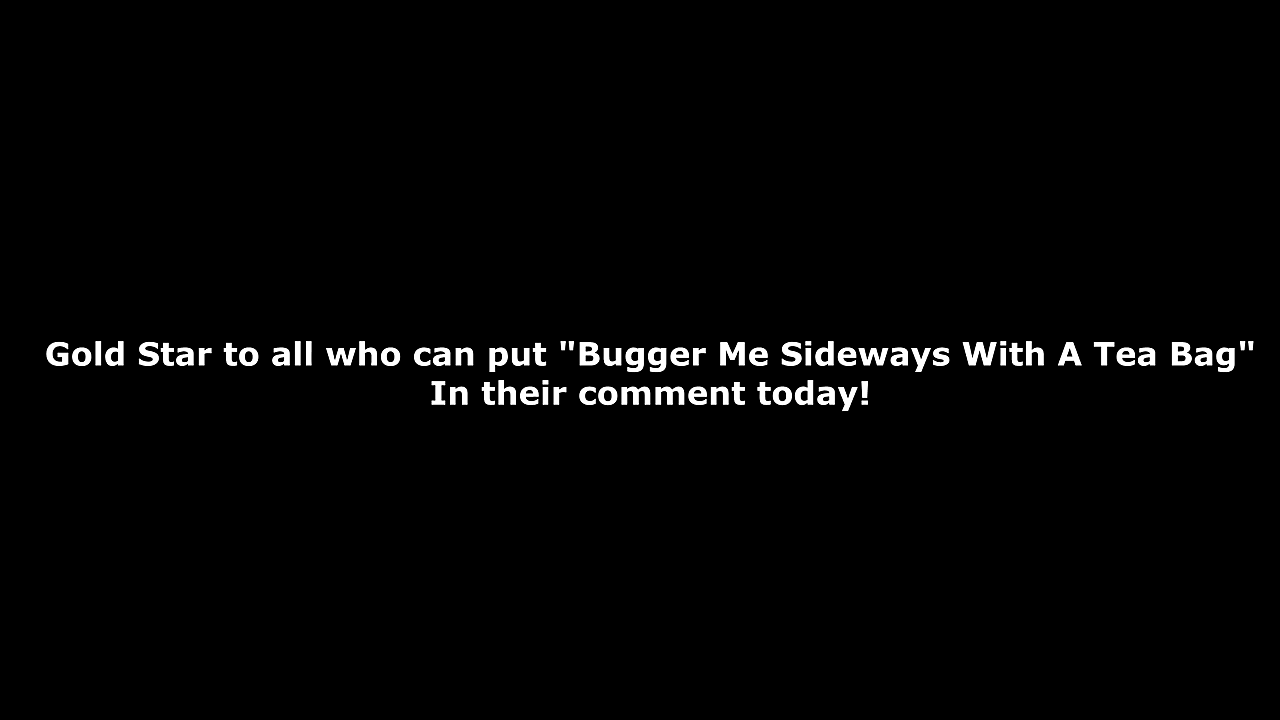 Gold Star to all who can put "Bugger Me Sideways With A Tea Bag"
In their comment today!